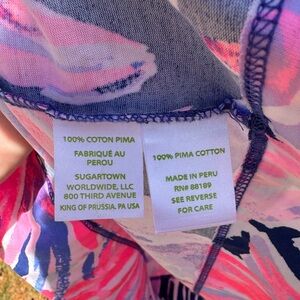 100% COTON PIMA
FABRIQUÉ AU
PEROU
SUGARTOWN
WORLDWIDE, LLC
800 THIRD AVENUE
KING OF PRUSSIA, PA USA
100% PIMA COTTON
MADE IN PERU
RN# 88189
SEE REVERSE
FOR CARE